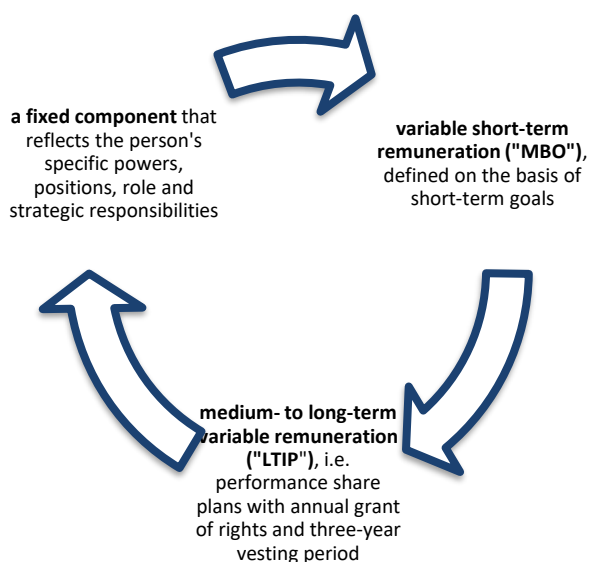 a fixed component that
reflects the person's
specific powers,
positions, role and
strategic responsibilities
variable short-term
remuneration ("MBO"),
defined on the basis of
short-term goals
medium- to long-term
variable remuneration
("LTIP"), i.e.
performance share
plans with annual grant
of rights and three-year
vesting period